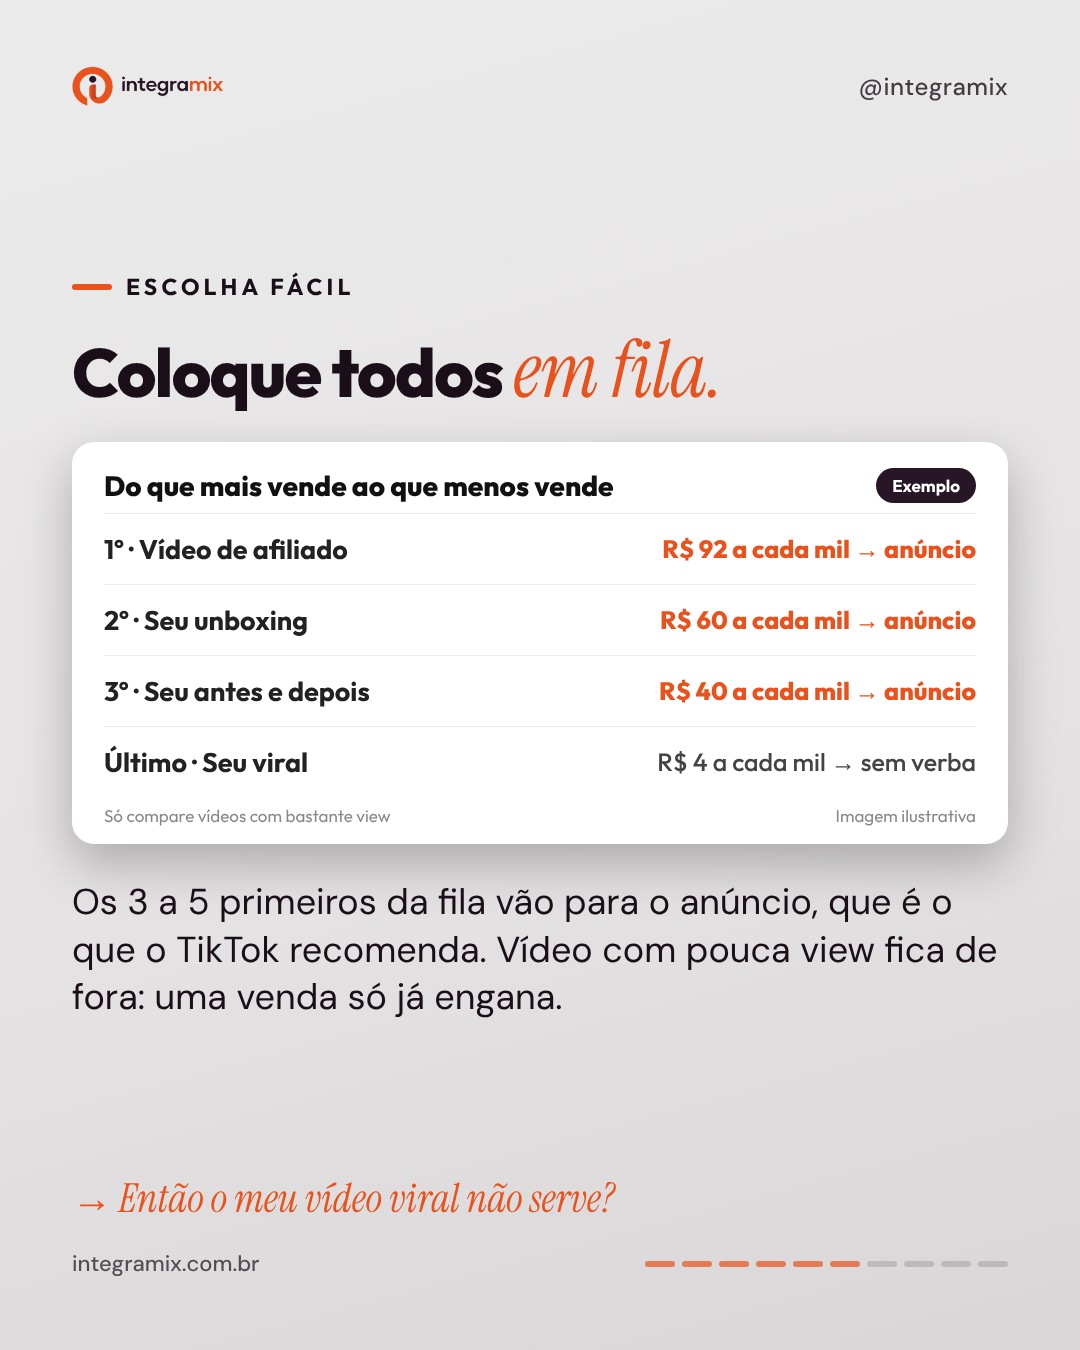 integramix
@integramix
ESCOLHA FÁCIL
Coloque todos em fila.
Do que mais vende ao que menos vende
Exemplo
1º · Vídeo de afiliado
R$ 92 a cada mil → anúncio
2º · Seu unboxing
R$ 60 a cada mil → anúncio
3º · Seu antes e depois
R$ 40 a cada mil → anúncio
Último · Seu viral
R$ 4 a cada mil → sem verba
Só compare vídeos com bastante view
Imagem ilustrativa
Os 3 a 5 primeiros da fila vão para o anúncio, que é o
que o TikTok recomenda. Vídeo com pouca view fica de
fora: uma venda só já engana.
→ Então o meu vídeo viral não serve?
integramix.com.br